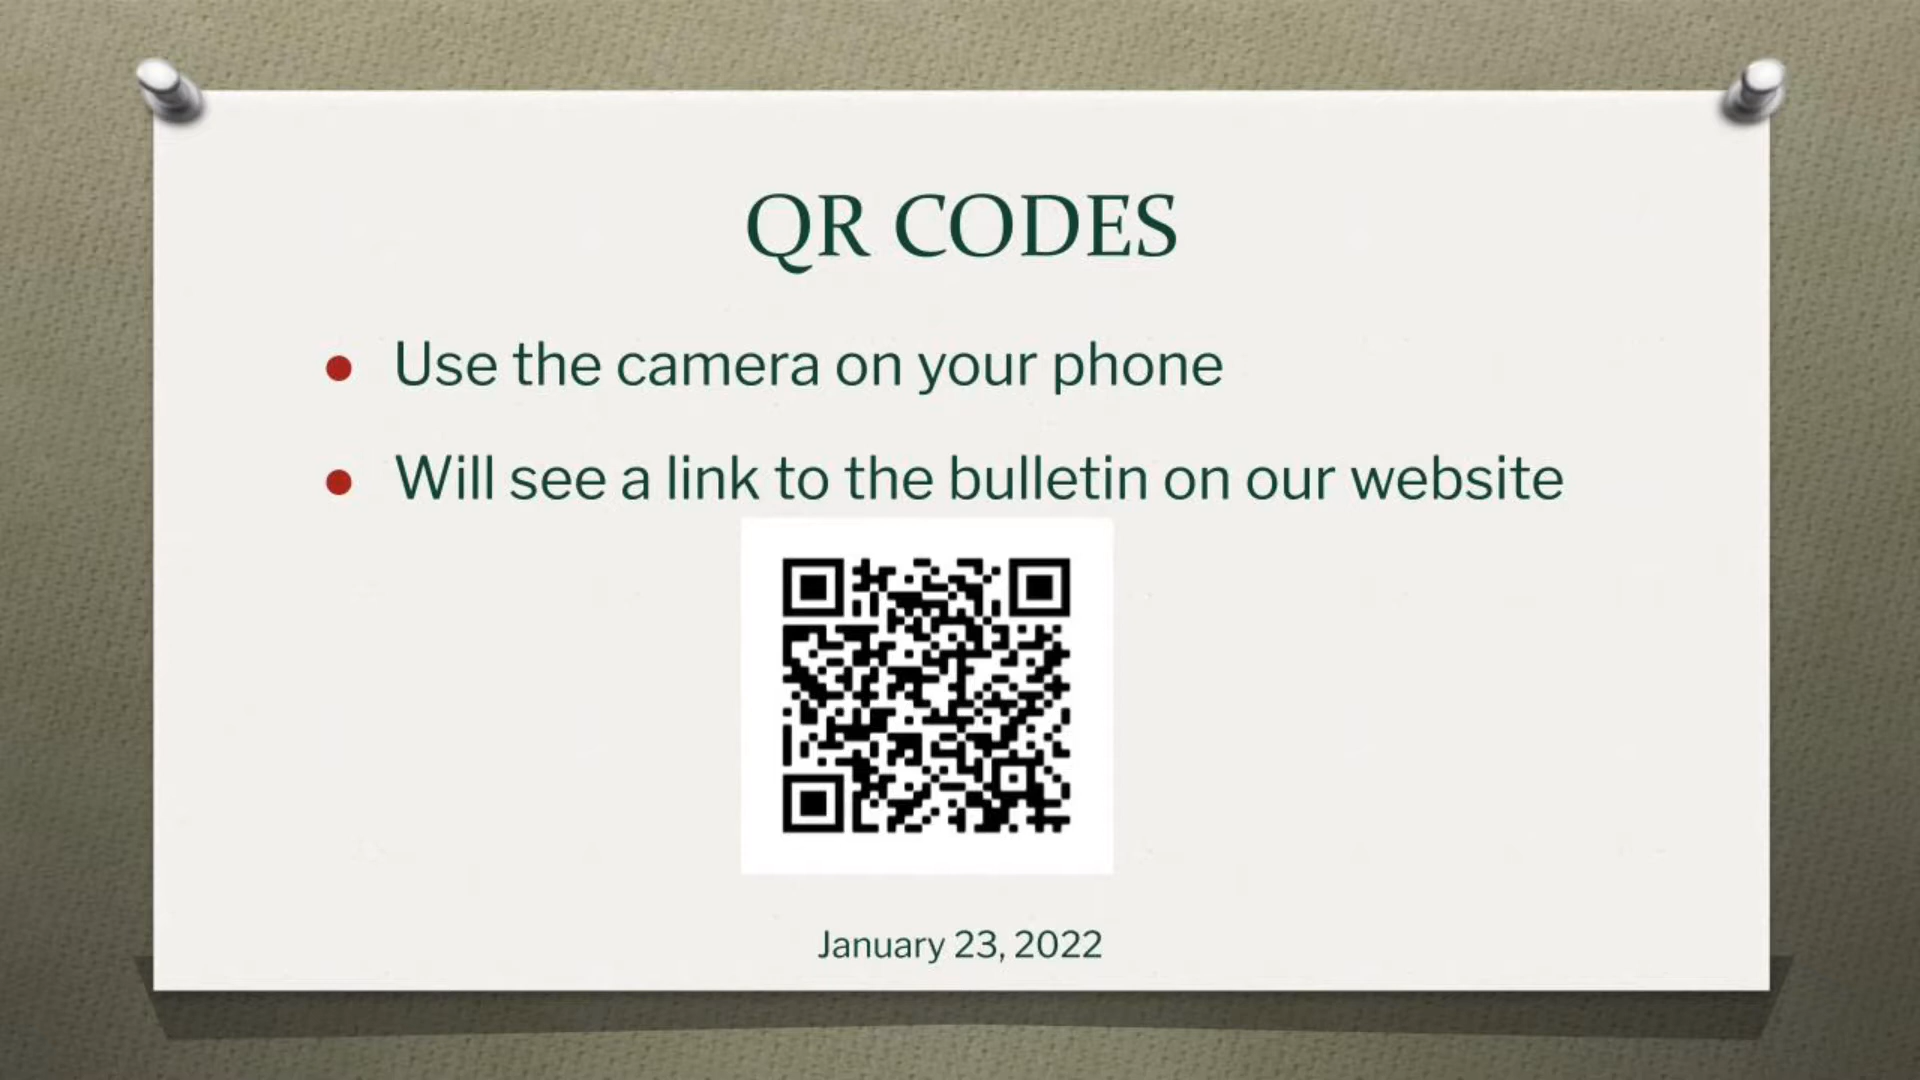 QR CODES
Use the camera on your phone
Will see a link to the bulletin on our website
January 23, 2022